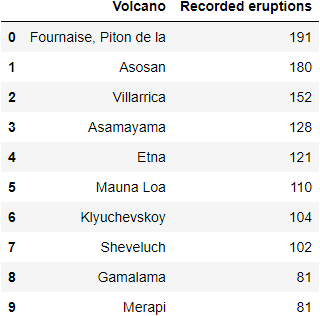 Volcano Recorded eruptions
0 Fournaise, Piton de la 191
1 Asosan 180
2 Villarrica 152
3 Asamayama 128
4 Etna 121
5 Mauna Loa 110
6 Klyuchevskoy 104
7 Sheveluch 102
8 Gamalama 81
9 Merapi 81